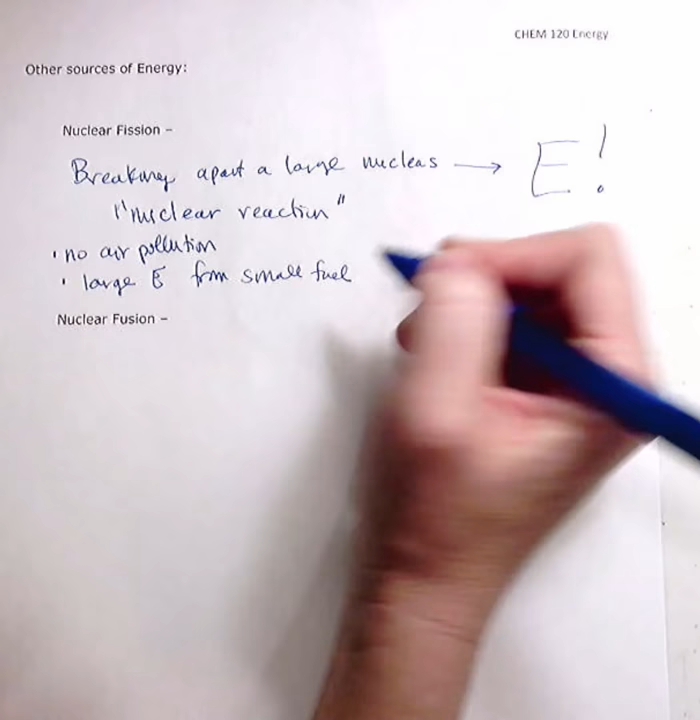 CHEM 120 Energy
Other sources of Energy:
Nuclear Fission –
Breaking apart a large nucleas → E!
"nuclear reaction"
• no air pollution
• large E from small fuel
Nuclear Fusion –